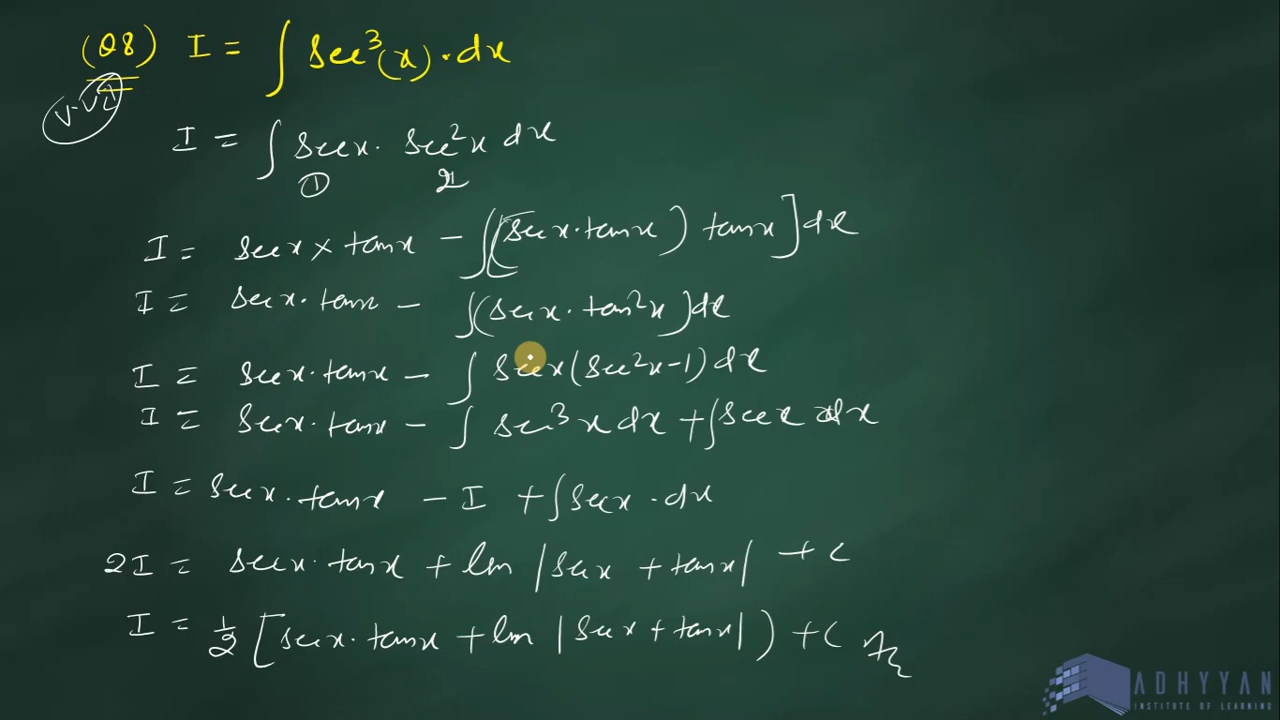 (Q8) I = ∫ sec³(x)·dx
V-V I
I = ∫ secx· sec²x dx
① 2
I = secx × tanx − ∫[(secx·tanx) tanx] dx
I = secx·tanx − ∫(secx·tan²x)dx
I = secx·tanx − ∫ secx(sec²x-1)dx
I = secx·tanx − ∫ sec³x dx + ∫secx dx
I = secx·tanx − I + ∫secx·dx
2I = secx·tanx + ln |secx + tanx| + c
I = 1/2 [secx·tanx + ln |secx + tanx|) + C
ADHYYAN
INSTITUTE OF LEARNING